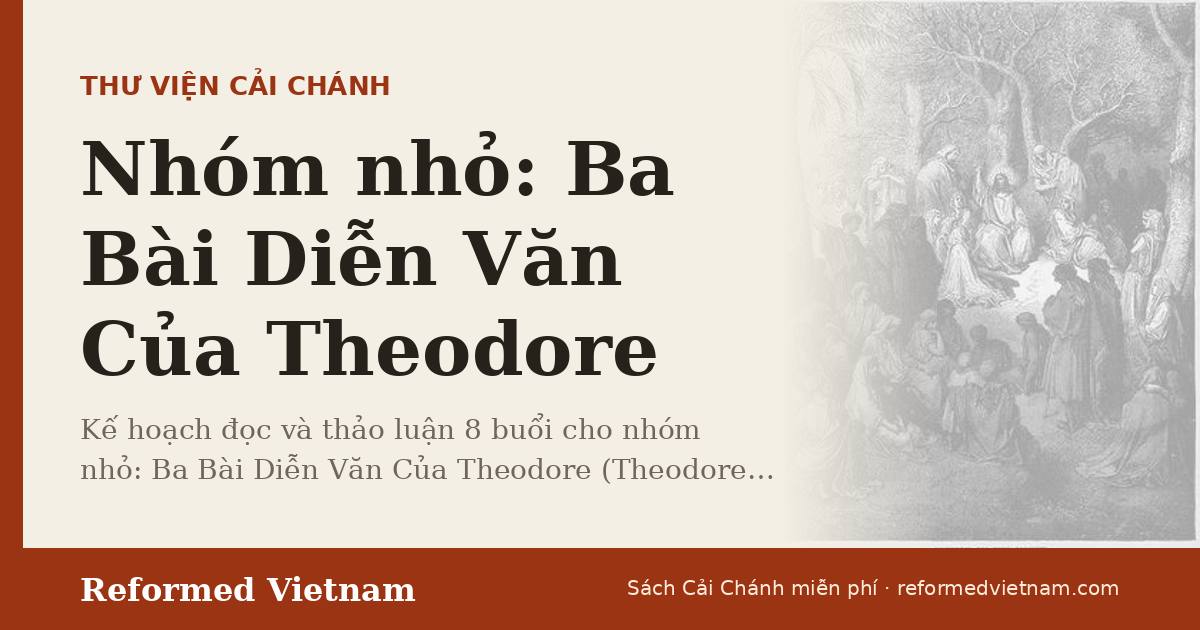 THƯ VIỆN CẢI CHÁNH
Nhóm nhỏ: Ba
Bài Diễn Văn
Của Theodore
Kế hoạch đọc và thảo luận 8 buổi cho nhóm
nhỏ: Ba Bài Diễn Văn Của Theodore (Theodore...
Reformed Vietnam
Sách Cải Chánh miễn phí · reformedvietnam.com